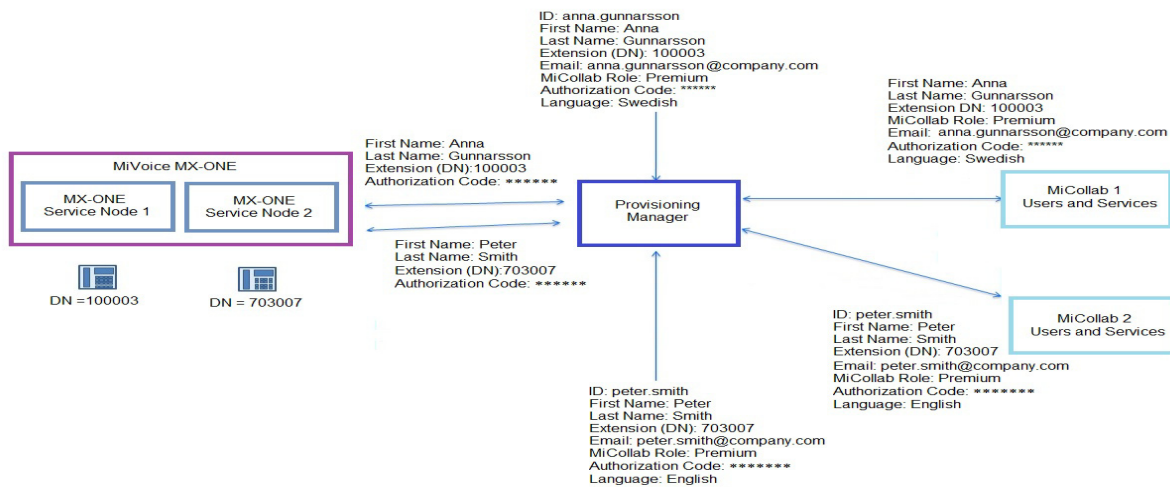 ID: anna.gunnarsson
First Name: Anna
Last Name: Gunnarsson
Extension (DN): 100003
Email: anna.gunnarsson@company.com
MiCollab Role: Premium
Authorization Code: ******
Language: Swedish
First Name: Anna
Last Name: Gunnarsson
Extension DN: 100003
MiCollab Role: Premium
Email: anna.gunnarsson@company.com
Authorization Code: ******
Language: Swedish
First Name: Anna
Last Name: Gunnarsson
Extension (DN):100003
Authorization Code: ******
MiVoice MX-ONE
MX-ONE
Service Node 1
MX-ONE
Service Node 2
Provisioning
Manager
MiCollab 1
Users and Services
First Name: Peter
Last Name: Smith
Extension (DN):703007
Authorization Code: ******
DN =100003
DN = 703007
MiCollab 2
Users and Services
ID: peter.smith
First Name: Peter
Last Name: Smith
Extension (DN): 703007
Email: peter.smith@company.com
MiCollab Role: Premium
Authorization Code: *******
Language: English
ID: peter.smith
First Name: Peter
Last Name: Smith
Extension (DN): 703007
Email: peter.smith@company.com
MiCollab Role: Premium
Authorization Code: *******
Language: English